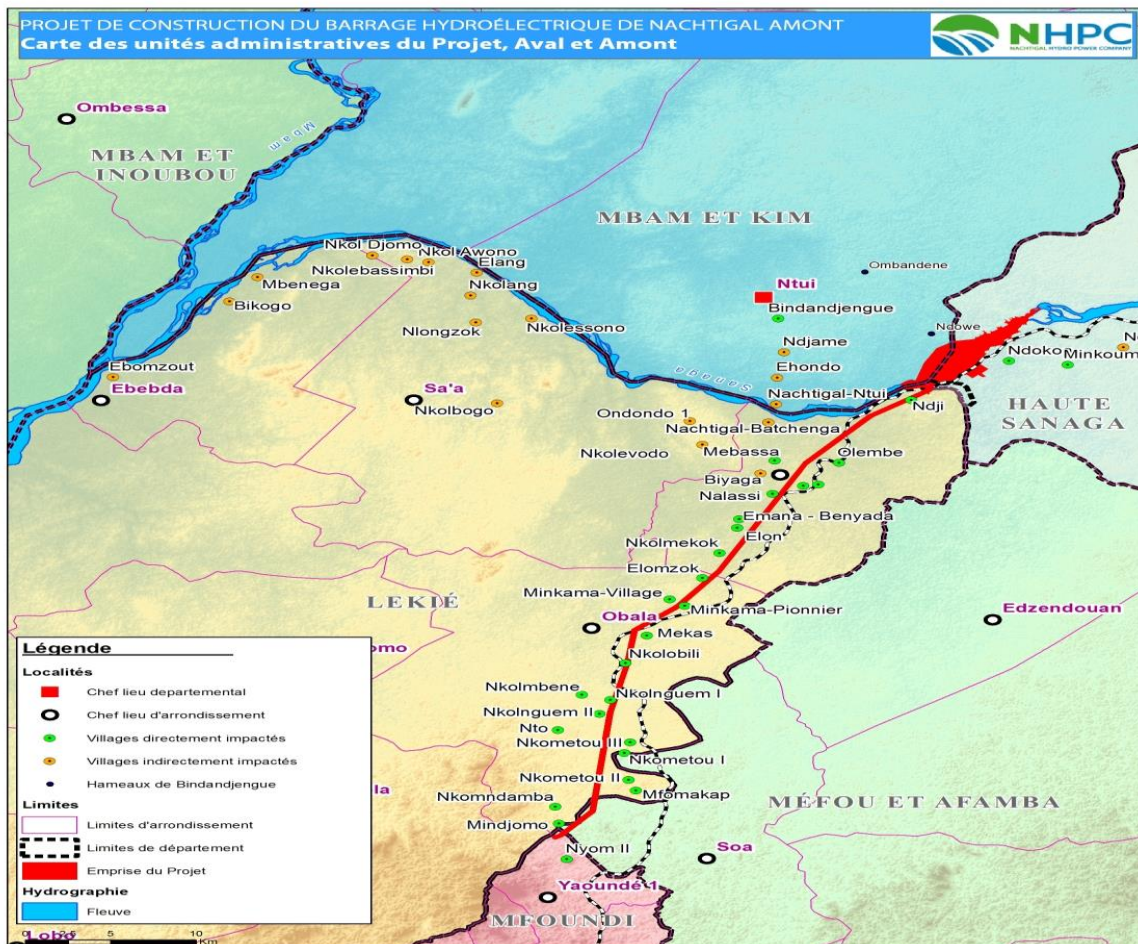 PROJET DE CONSTRUCTION DU BARRAGE HYDROÉLECTRIQUE DE NACHTIGAL AMONT
Carte des unités administratives du Projet, Aval et Amont
NHPC
NACHTIGAL HYDRO POWER COMPANY
Ombessa
MBAM ET
INOUBOU
Mbam
MBAM ET KIM
Nkol Djomo
Nkol Awono
Elang
Nkolebassimbi
Mbenega
Nkolang
Bikogo
Nlongzok
Nkolessono
Ombandene
Ntui
Bindandjengue
Ndowe
Ndjame
Ndoko
Minkoum
Ehondo
Ebomzout
Ebebda
Sa'a
Nkolbogo
Sanaga
Nachtigal-Ntui
Ndji
HAUTE
SANAGA
Ondondo 1
Nachtigal-Batchenga
Nkolevodo
Mebassa
Olembe
Biyaga
Nalassi
Emana - Benyada
Elon
Nkolmekok
Elomzok
LEKIÉ
Minkama-Village
Minkama-Pionnier
Edzendouan
Obala
Mekas
omo
Nkolobili
Nkolmbene
Nkolnguem I
Nkolnguem II
Nto
Nkometou III
Nkometou I
Nkometou II
Mfomakap
la
Nkomndamba
MÉFOU ET AFAMBA
Mindjomo
Nyom II
Soa
Yaoundé 1
MFOUNDI
Légende
Localités
Chef lieu departemental
Chef lieu d'arrondissement
Villages directement impactés
Villages indirectement impactés
Hameaux de Bindandjengue
Limites
Limites d'arrondissement
Limites de département
Emprise du Projet
Hydrographie
Fleuve
0 2,5 5 10
Km
Lobo